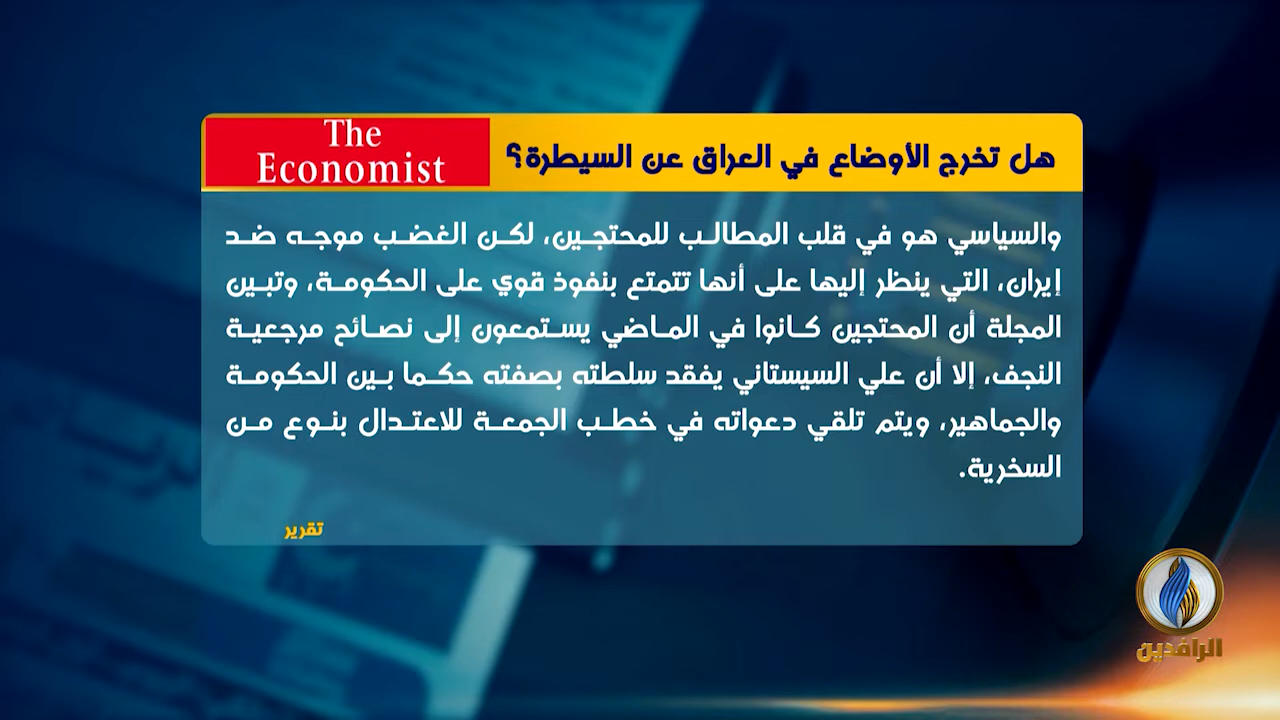 The
Economist
هل تخرج الأوضاع في العراق عن السيطرة؟
والسياسي هو في قلب المطالب للمحتجين، لكن الغضب موجه ضد
إيران، التي ينظر إليها على أنها تتمتع بنفوذ قوي على الحكومة، وتبين
المجلة أن المحتجين كانوا في الماضي يستمعون إلى نصائح مرجعية
النجف، إلا أن علي السيستاني يفقد سلطته بصفته حكما بين الحكومة
والجماهير، ويتم تلقي دعواته في خطب الجمعة للاعتدال بنوع من
السخرية.
تقرير
الرافدين